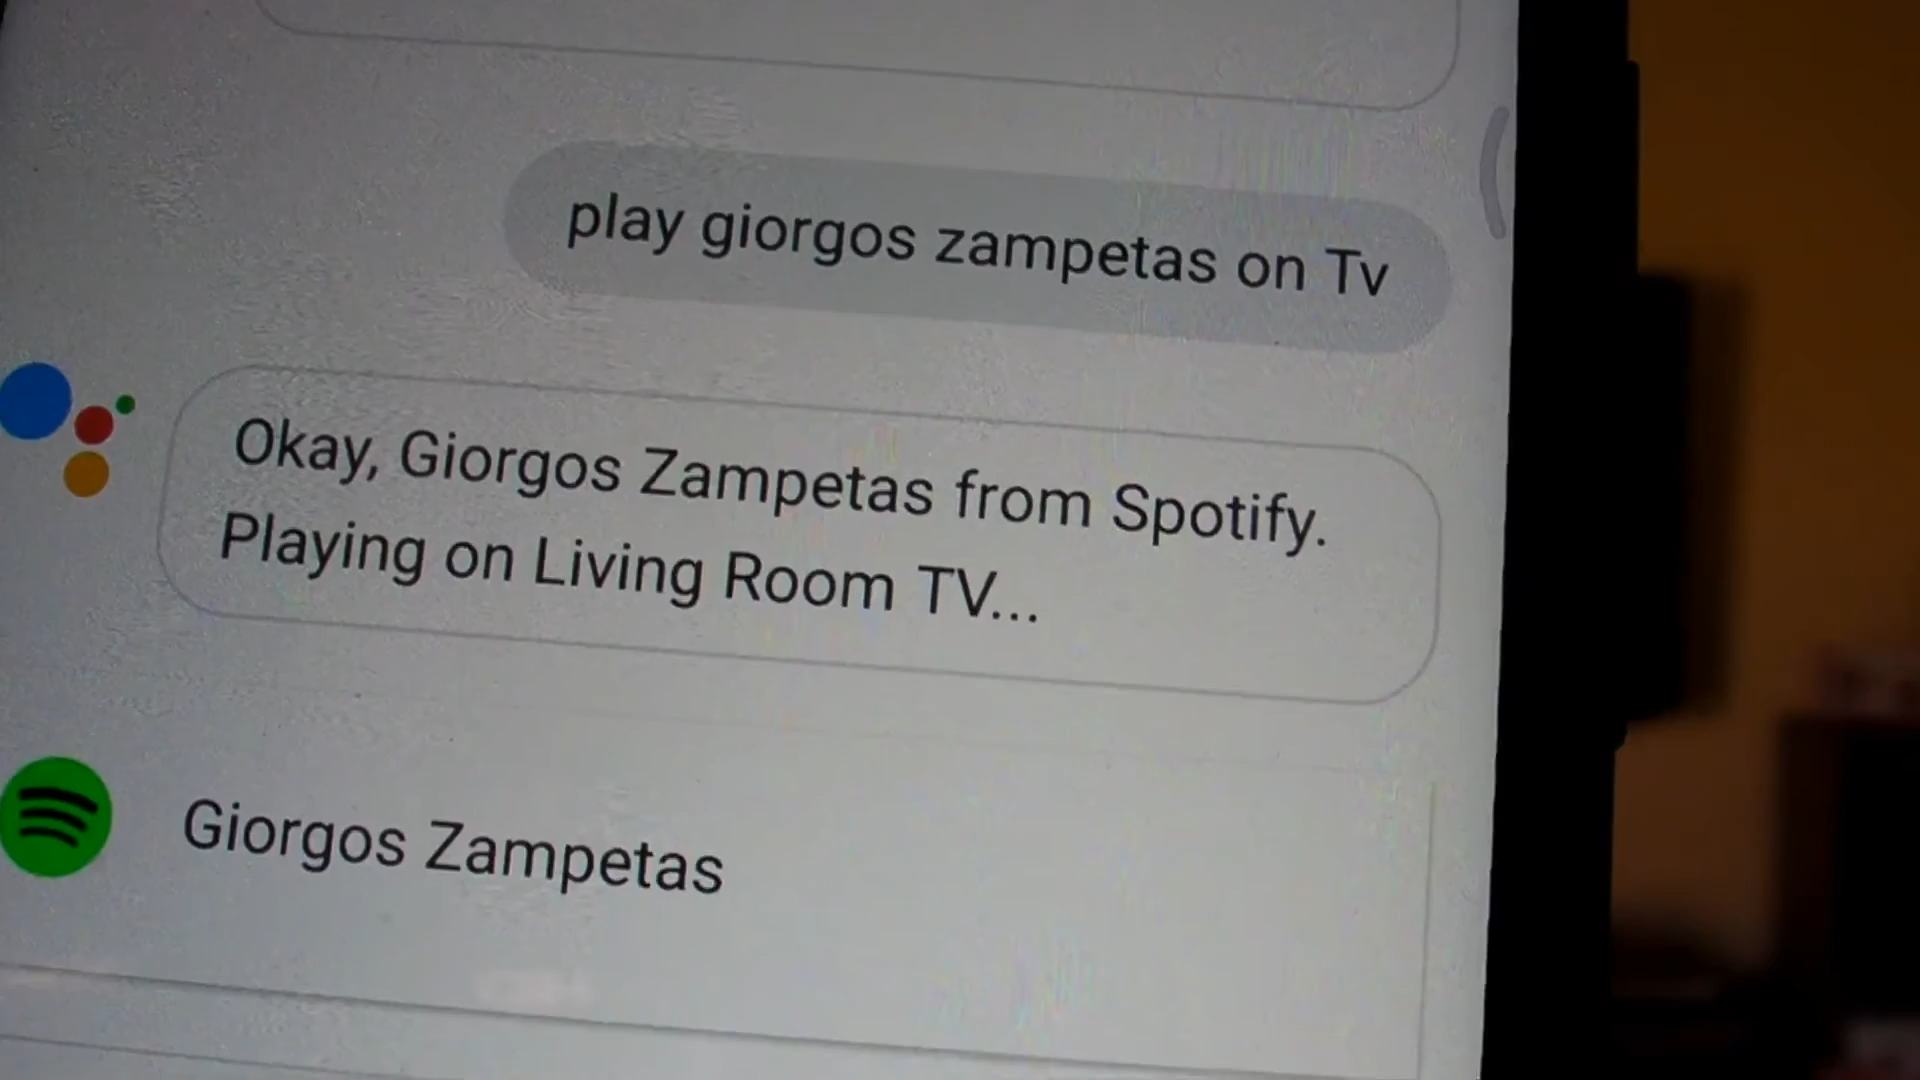 play giorgos zampetas on Tv
Okay, Giorgos Zampetas from Spotify.
Playing on Living Room TV...
Giorgos Zampetas